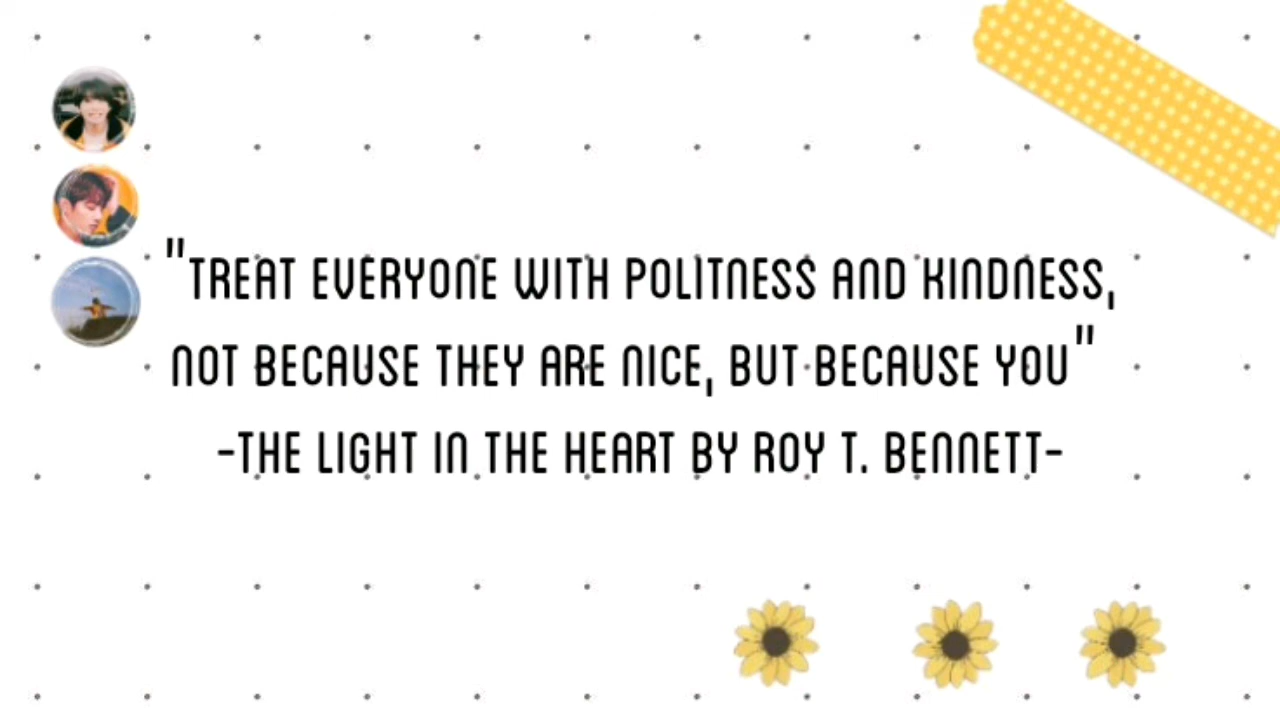 "TREAT EVERYONE WITH POLITNESS AND KINDNESS,
NOT BECAUSE THEY ARE NICE, BUT BECAUSE YOU"
-THE LIGHT IN THE HEART BY ROY T. BENNETT-